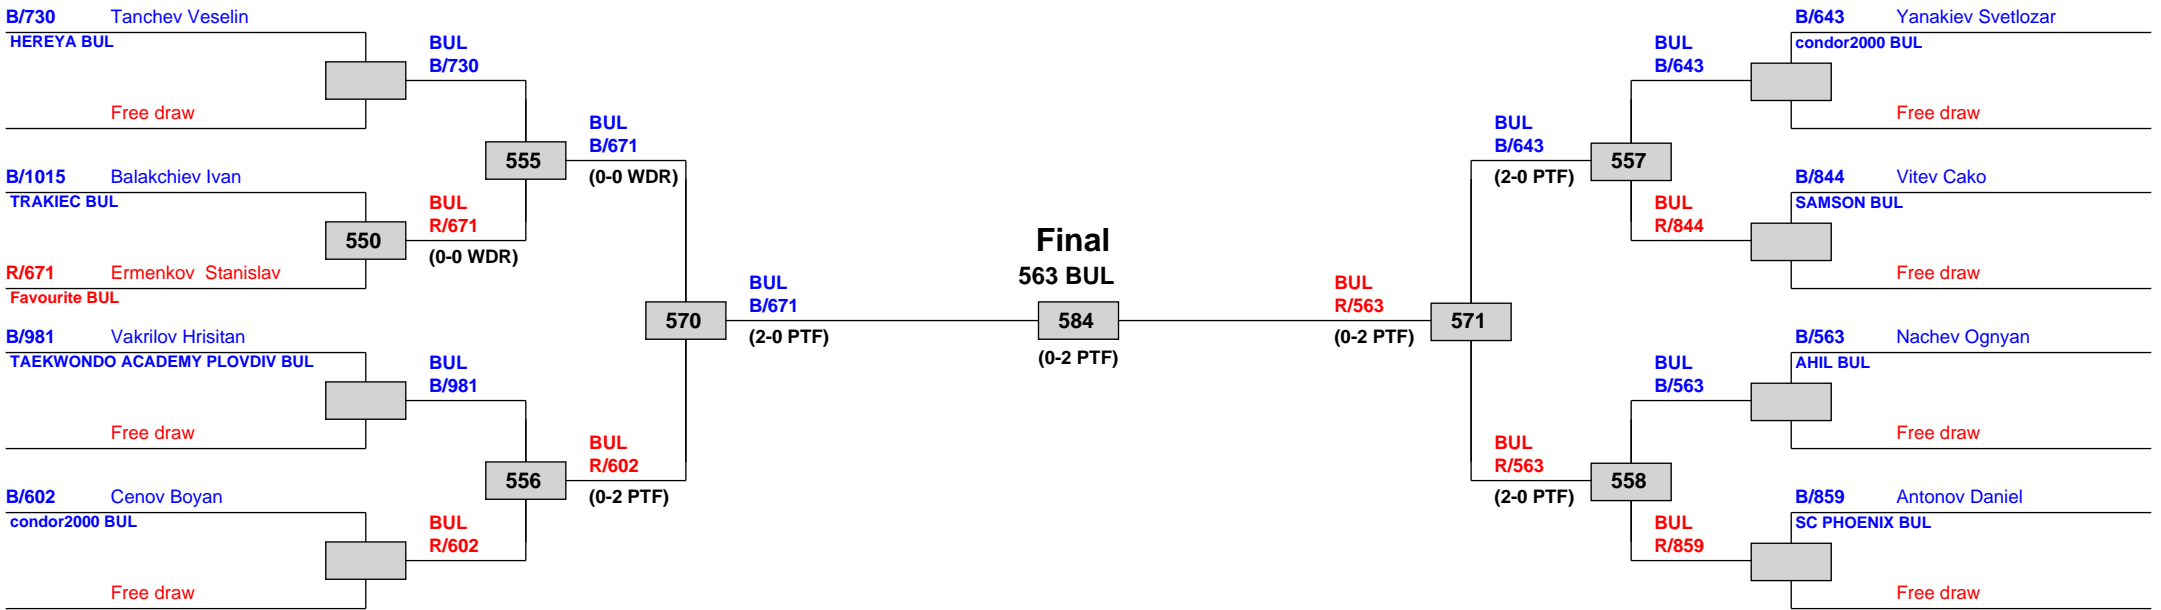 B/730 Tanchev Veselin
HEREYA BUL
Free draw
B/1015 Balakchiev Ivan
TRAKIEC BUL
R/671 Ermenkov Stanislav
Favourite BUL
B/981 Vakrilov Hrisitan
TAEKWONDO ACADEMY PLOVDIV BUL
Free draw
B/602 Cenov Boyan
condor2000 BUL
Free draw
BUL
B/730
550
BUL
R/671
(0-0 WDR)
BUL
B/981
BUL
R/602
555
BUL
B/671
(0-0 WDR)
556
BUL
R/602
(0-2 PTF)
570
BUL
B/671
(2-0 PTF)
Final
563 BUL
584
(0-2 PTF)
BUL
R/563
(0-2 PTF)
571
BUL
B/643
(2-0 PTF)
557
BUL
R/563
(2-0 PTF)
558
BUL
B/643
BUL
R/844
BUL
B/563
BUL
R/859
B/643 Yanakiev Svetlozar
condor2000 BUL
Free draw
B/844 Vitev Cako
SAMSON BUL
Free draw
B/563 Nachev Ognyan
AHIL BUL
Free draw
B/859 Antonov Daniel
SC PHOENIX BUL
Free draw